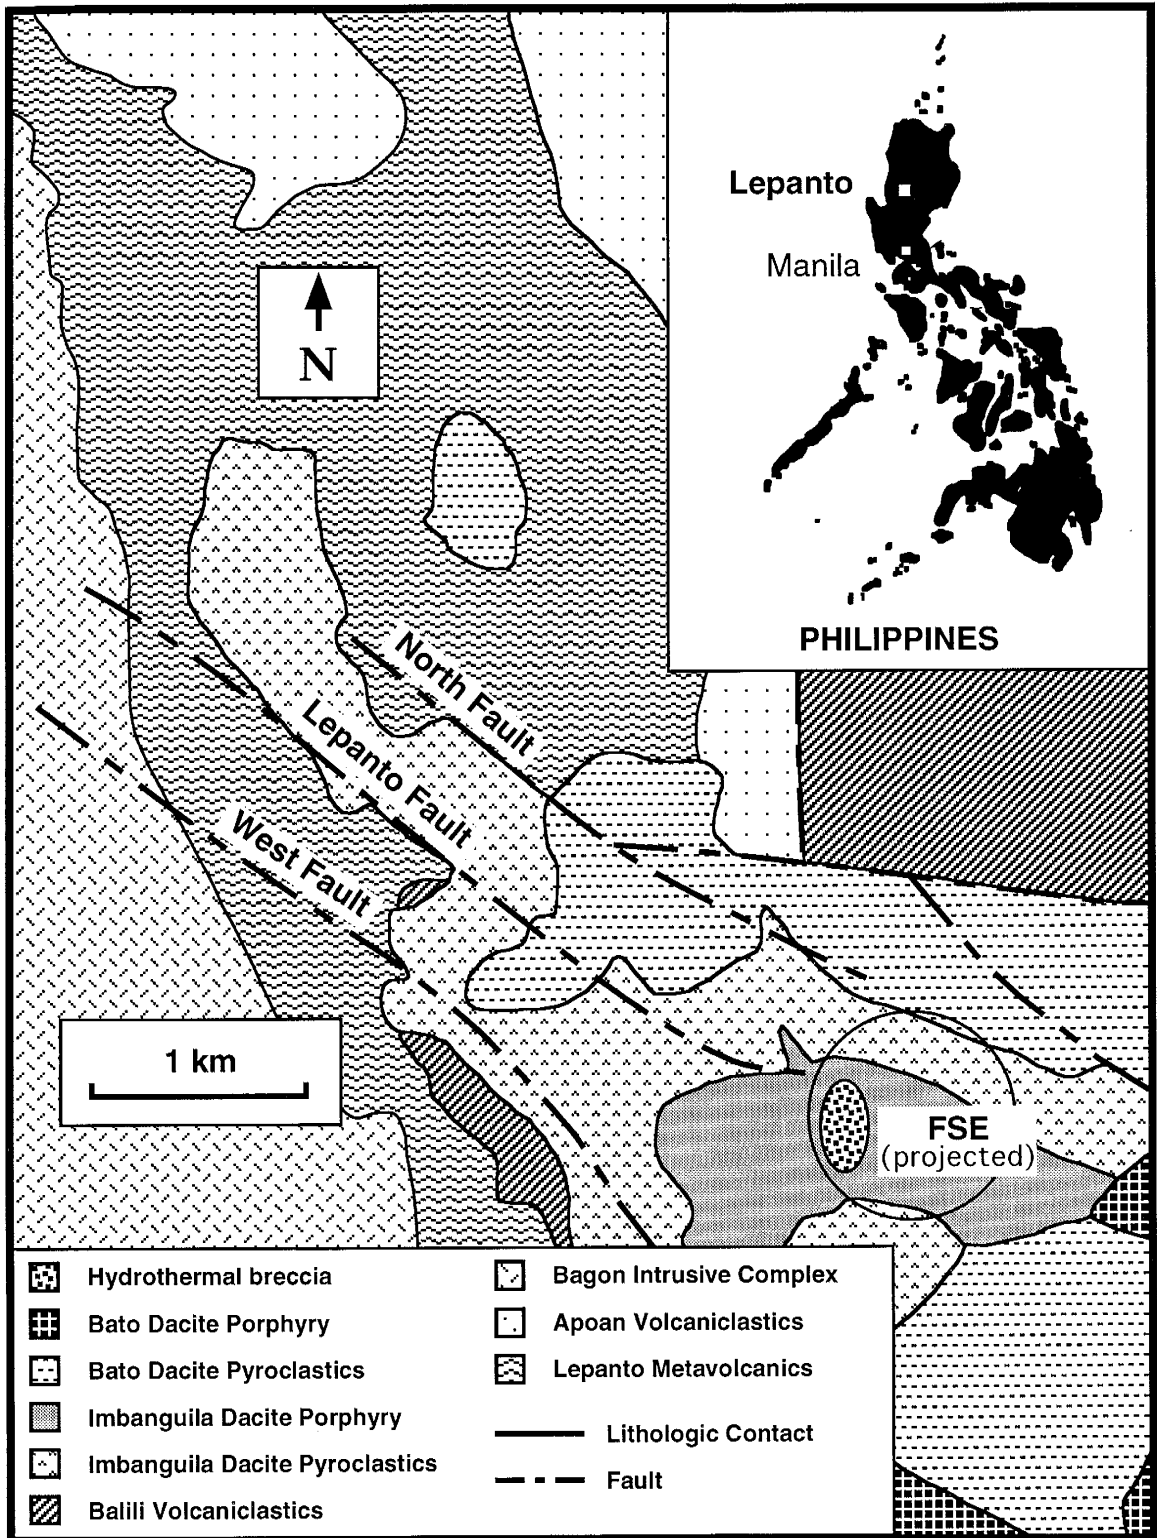 Lepanto
Manila
PHILIPPINES
N
North Fault
Lepanto Fault
West Fault
1 km
FSE
(projected)
Hydrothermal breccia
Bato Dacite Porphyry
Bato Dacite Pyroclastics
Imbanguila Dacite Porphyry
Imbanguila Dacite Pyroclastics
Balili Volcaniclastics
Bagon Intrusive Complex
Apoan Volcaniclastics
Lepanto Metavolcanics
Lithologic Contact
Fault